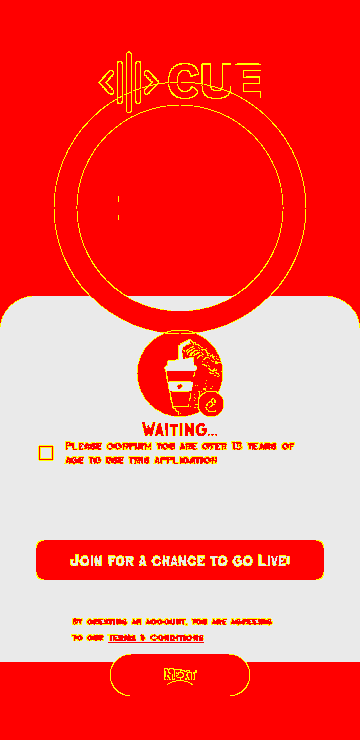 CUE
WAITING...
PLEASE CONFIRM YOU ARE OVER 13 YEARS OF
AGE TO USE THIS APPLICATION
JOIN FOR A CHANCE TO GO LIVE!
BY CREATING AN ACCOUNT, YOU ARE AGREEING
TO OUR TERMS & CONDITIONS
NEXT